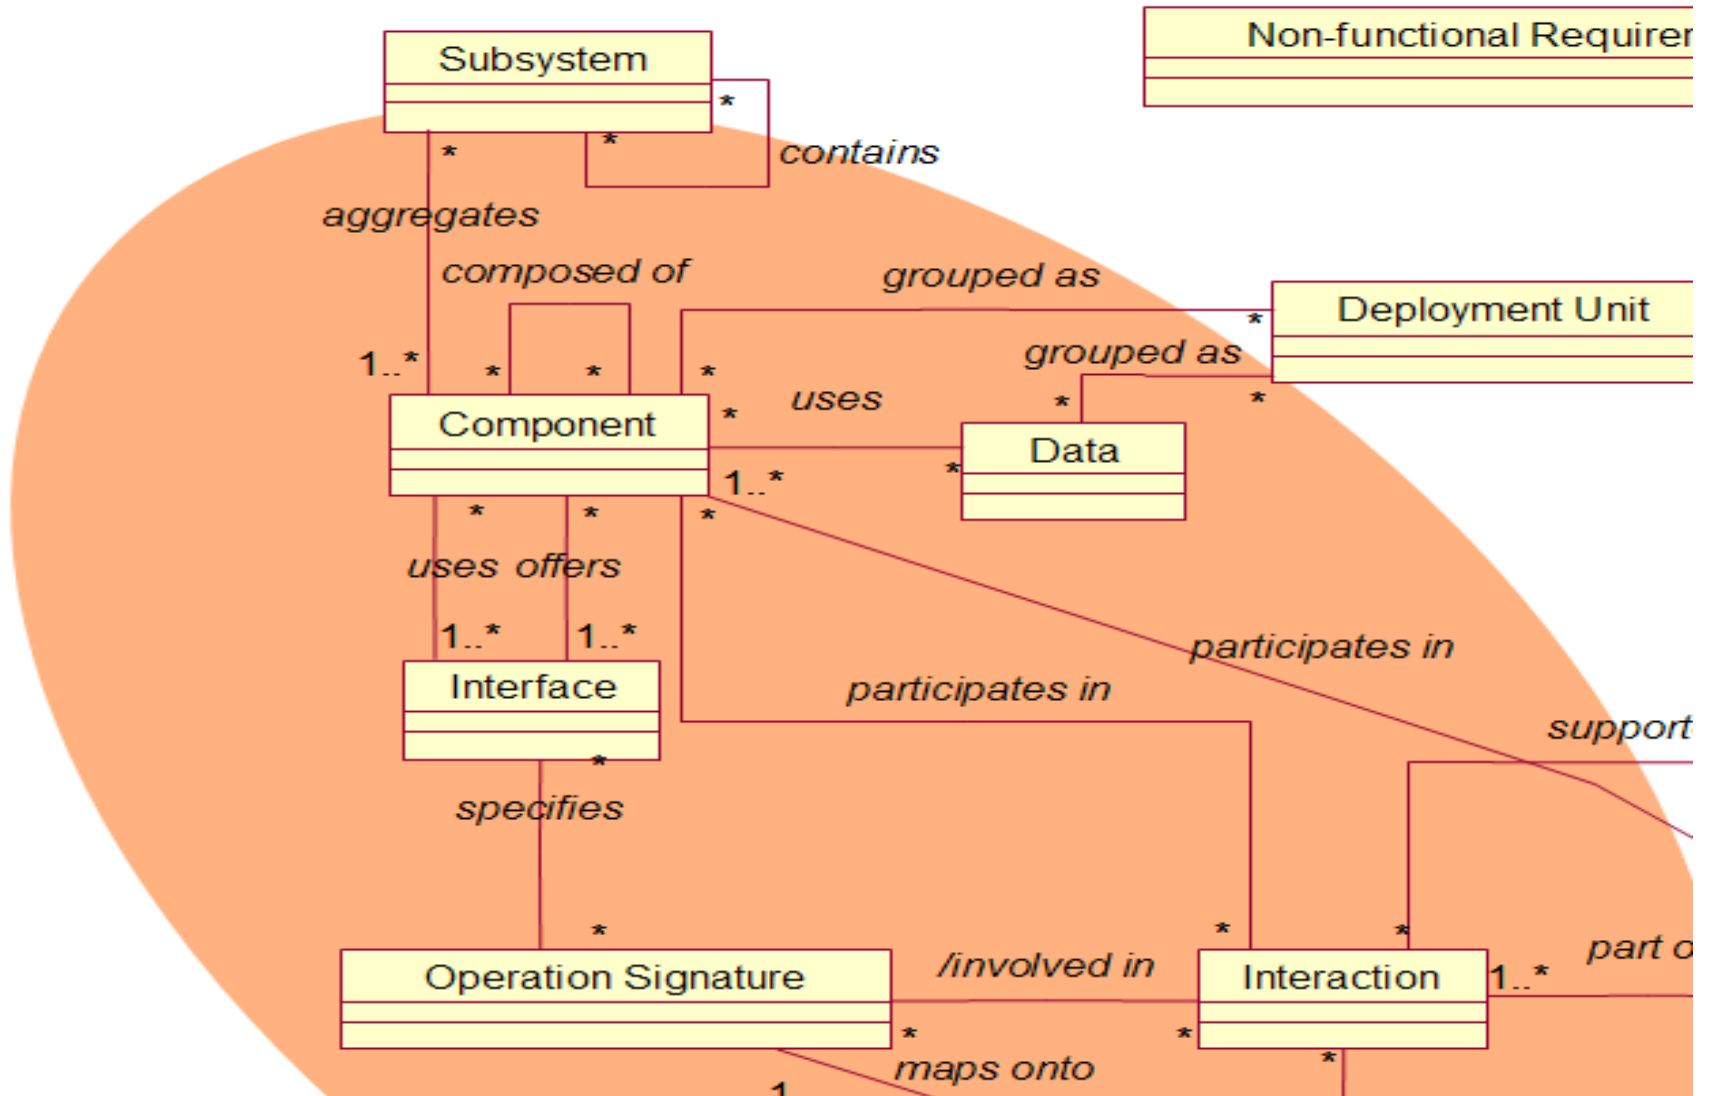 Subsystem
Non-functional Requirer
*
*
*
contains
aggregates
composed of
grouped as
Deployment Unit
*
grouped as
1..*
*
*
*
uses
*
*
*
Component
Data
*
1..*
*
*
*
uses
offers
1..*
1..*
participates in
Interface
participates in
support
*
specifies
*
*
*
part o
/involved in
Operation Signature
Interaction
1..*
*
*
*
maps onto
1